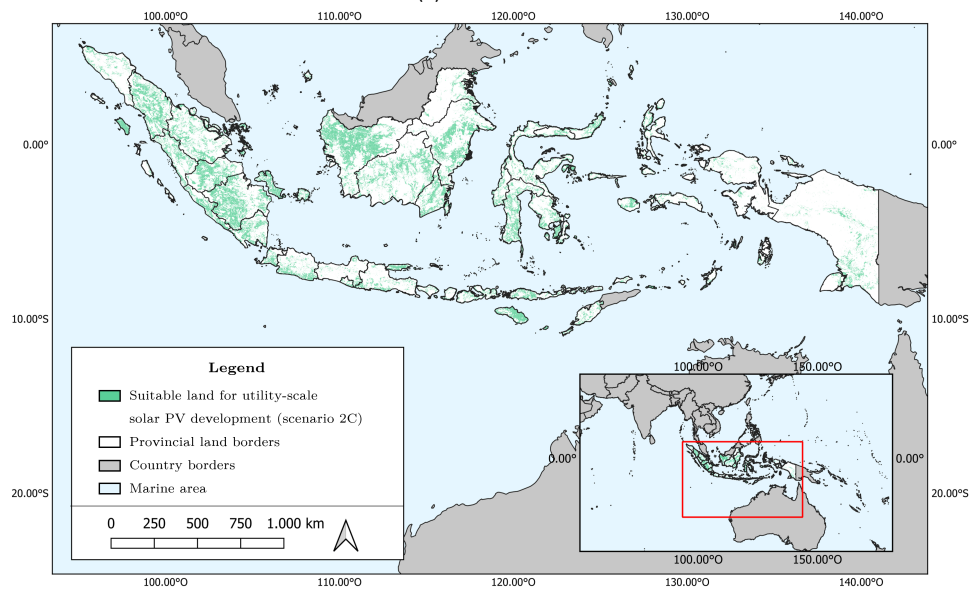 100.00°O 110.00°O 120.00°O 130.00°O 140.00°O
0.00° 0.00°
10.00°S 10.00°S
Legend
Suitable land for utility-scale
solar PV development (scenario 2C)
Provincial land borders
Country borders
Marine area
0 250 500 750 1.000 km
100.00°O 150.00°O
0.00° 0.00°
100.00°O 150.00°O
20.00°S 20.00°S
100.00°O 110.00°O 120.00°O 130.00°O 140.00°O